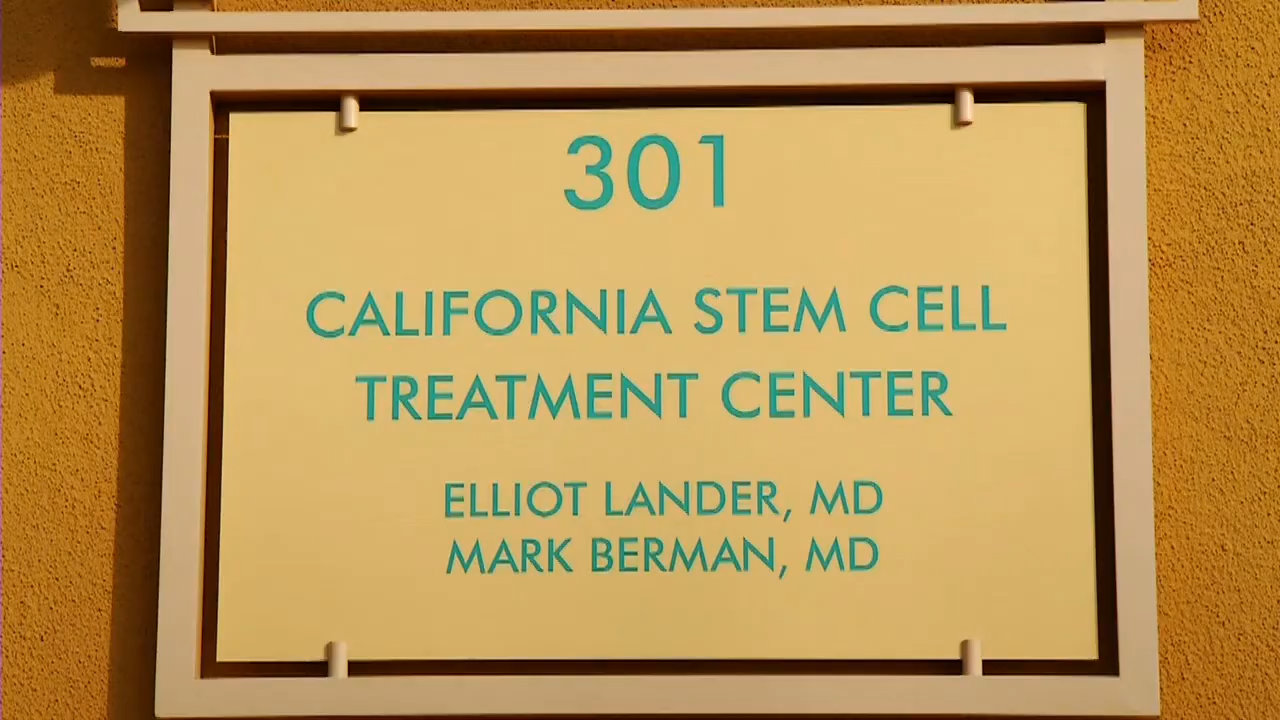 301
CALIFORNIA STEM CELL
TREATMENT CENTER
ELLIOT LANDER, MD
MARK BERMAN, MD